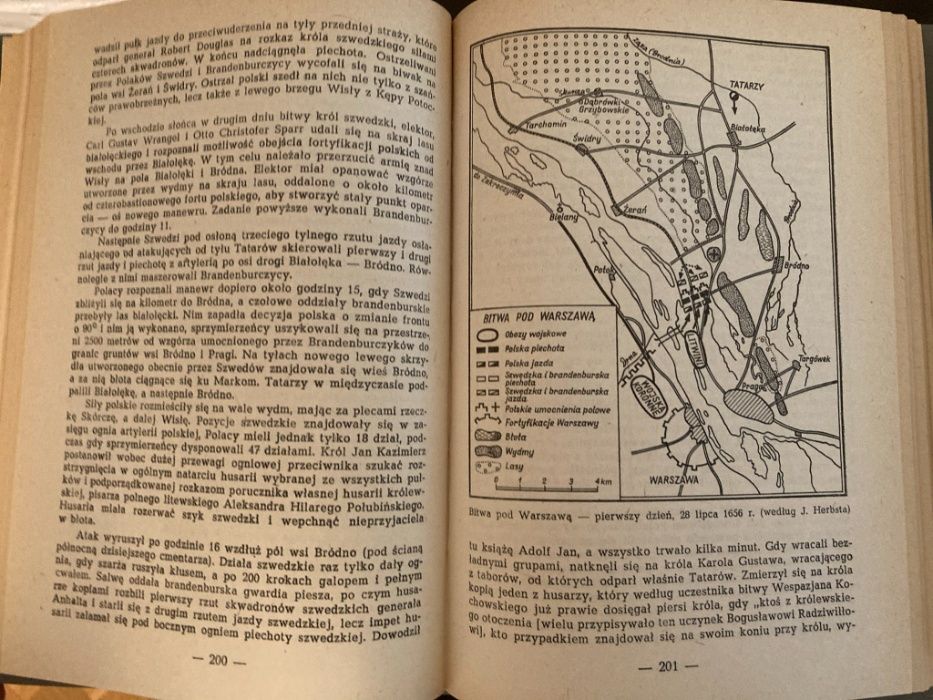 wadził pułk jazdy do przeciwuderzenia na tyły przedniej straży, które
odparł generał Robert Douglas na rozkaz króla szwedzkiego siłami
czterech skwadronów. W końcu nadciągnęła piechota. Ostrzeliwani
przez Polaków Szwedzi i Brandenburczycy wycofali się na biwak na
pola wsi Żerań i Świdry. Ostrzał polski szedł na nich nie tylko z szań-
ców prawobrzeżnych, lecz także z lewego brzegu Wisły z Kępy Potoc-
kiej.
Po wschodzie słońca w drugim dniu bitwy król szwedzki, elektor,
Carl Gustav Wrangel i Otto Christofer Sparr udali się na skraj lasu
białołęckiego i rozpoznali możliwość obejścia fortyfikacji polskich od
wschodu przez Białołękę. W tym celu należało przerzucić armię znad
Wisły na pola Białołęki i Bródna. Elektor miał opanować wzgórze
utworzone przez wydmy na skraju lasu, oddalone o około kilometr
od czterobastionowego fortu polskiego, aby stworzyć stały punkt opar-
cia — oś nowego manewru. Zadanie powyższe wykonali Brandenbur-
czycy do godziny 11.
Następnie Szwedzi pod osłoną trzeciego tylnego rzutu jazdy osła-
niającego od atakujących od tyłu Tatarów skierowali pierwszy i drugi
rzut jazdy i piechotę z artylerią po osi drogi Białołęka — Bródno. Rów-
nolegle z nimi maszerowali Brandenburczycy.
Polacy rozpoznali manewr dopiero około godziny 15, gdy Szwedzi
zbliżyli się na kilometr do Bródna, a czołowe oddziały brandenburskie
przebyły las białołęcki. Nim zapadła decyzja polska o zmianie frontu
o 90° i nim ją wykonano, sprzymierzeńcy uszykowali się na przestrze-
ni 2500 metrów od wzgórza umocnionego przez Brandenburczyków do
granic gruntów wsi Bródno i Pragi. Na tyłach nowego lewego skrzy-
dła utworzonego obecnie przez Szwedów znajdowała się wieś Bródno,
a za nią błota ciągnące się ku Markom. Tatarzy w międzyczasie pod-
palili Białołękę, a następnie Bródno.
Siły polskie rozmieściły się na wale wydm, mając za plecami rzecz-
kę Skórczę, a dalej Wisłę. Pozycje szwedzkie znajdowały się w za-
sięgu ognia artylerii polskiej, Polacy mieli jednak tylko 18 dział, pod-
czas gdy sprzymierzeńcy dysponowali 47 działami. Król Jan Kazimierz
postanowił wobec dużej przewagi ogniowej przeciwnika szukać roz-
strzygnięcia w ogólnym natarciu husarii wybranej ze wszystkich puł-
ków i podporządkowanej rozkazom porucznika własnej husarii królew-
skiej, pisarza polnego litewskiego Aleksandra Hilarego Połubińskiego.
Husaria miała rozerwać szyk szwedzki i wepchnąć nieprzyjaciela
w błota.
Atak wyruszył po godzinie 16 wzdłuż pól wsi Bródno (pod ścianą
północną dzisiejszego cmentarza). Działa szwedzkie raz tylko dały og-
nia, gdy szarża ruszyła kłusem, a po 200 krokach galopem i pełnym
cwałem. Salwę oddała brandenburska gwardia piesza, po czym husa-
rze kopiami rozbili pierwszy rzut skwadronów szwedzkich generała
Anhalta i starli się z drugim rzutem jazdy szwedzkiej, lecz impet hu-
sarii załamał się pod bocznym ogniem piechoty szwedzkiej. Dowodził
— 200 —
Żąza (Brodnia)
TATARZY
Dąbrówki
Grzybowskie
Tarchomin
Białołęka
Świdry
do Zakroczymia
Bielany
Żerań
Potok
Bródno
LITWINI
Drna
WOJSKA
KORONNE
Targówek
Praga
WARSZAWA
BITWA POD WARSZAWĄ
Obozy wojskowe
Polska piechota
Polska jazda
Szwedzka i brandenburska
piechota
Szwedzka i brandenburska
jazda
Polskie umocnienia polowe
Fortyfikacje Warszawy
Błota
Wydmy
Lasy
0 1 2 3 4 km
Bitwa pod Warszawą — pierwszy dzień, 28 lipca 1656 r. (według J. Herbsta)
tu książę Adolf Jan, a wszystko trwało kilka minut. Gdy wracali bez-
ładnymi grupami, natknęli się na króla Karola Gustawa, wracającego
z taborów, od których odparł właśnie Tatarów. Zmierzył się na króla
kopią jeden z husarzy, który według uczestnika bitwy Wespazjana Ko-
chowskiego już prawie dosięgał piersi króla, gdy „ktoś z królewskie-
go otoczenia [wielu przypisywało ten uczynek Bogusławowi Radziwiłło-
wi], kto przypadkiem znajdował się na swoim koniu przy królu, wy-
— 201 —